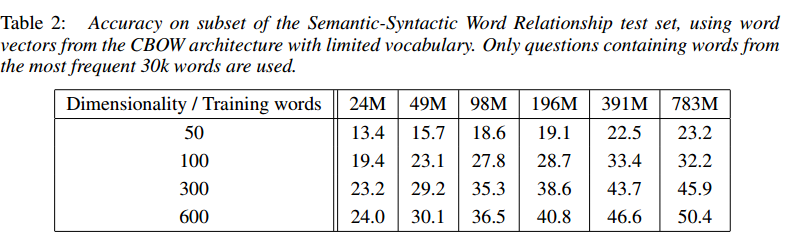 Table 2: Accuracy on subset of the Semantic-Syntactic Word Relationship test set, using word
vectors from the CBOW architecture with limited vocabulary. Only questions containing words from
the most frequent 30k words are used.
Dimensionality / Training words 24M 49M 98M 196M 391M 783M
50 13.4 15.7 18.6 19.1 22.5 23.2
100 19.4 23.1 27.8 28.7 33.4 32.2
300 23.2 29.2 35.3 38.6 43.7 45.9
600 24.0 30.1 36.5 40.8 46.6 50.4